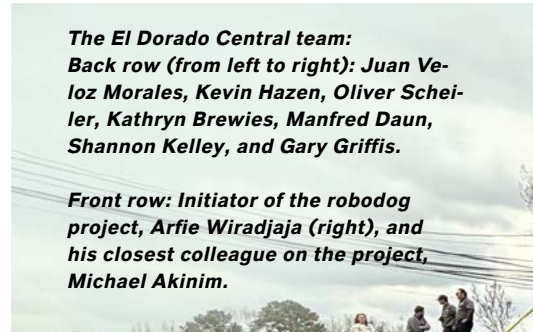 The El Dorado Central team:
Back row (from left to right): Juan Ve-
loz Morales, Kevin Hazen, Oliver Schei-
ler, Kathryn Brewies, Manfred Daun,
Shannon Kelley, and Gary Griffis.
Front row: Initiator of the robodog
project, Arfie Wiradjaja (right), and
his closest colleague on the project,
Michael Akinim.